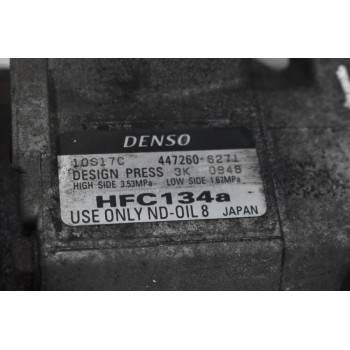 DENSO
10S17C 447260-6271
DESIGN PRESS 3K 0948
HIGH SIDE 3.53MPa LOW SIDE 1.67MPa
HFC134a
USE ONLY ND-OIL 8 JAPAN